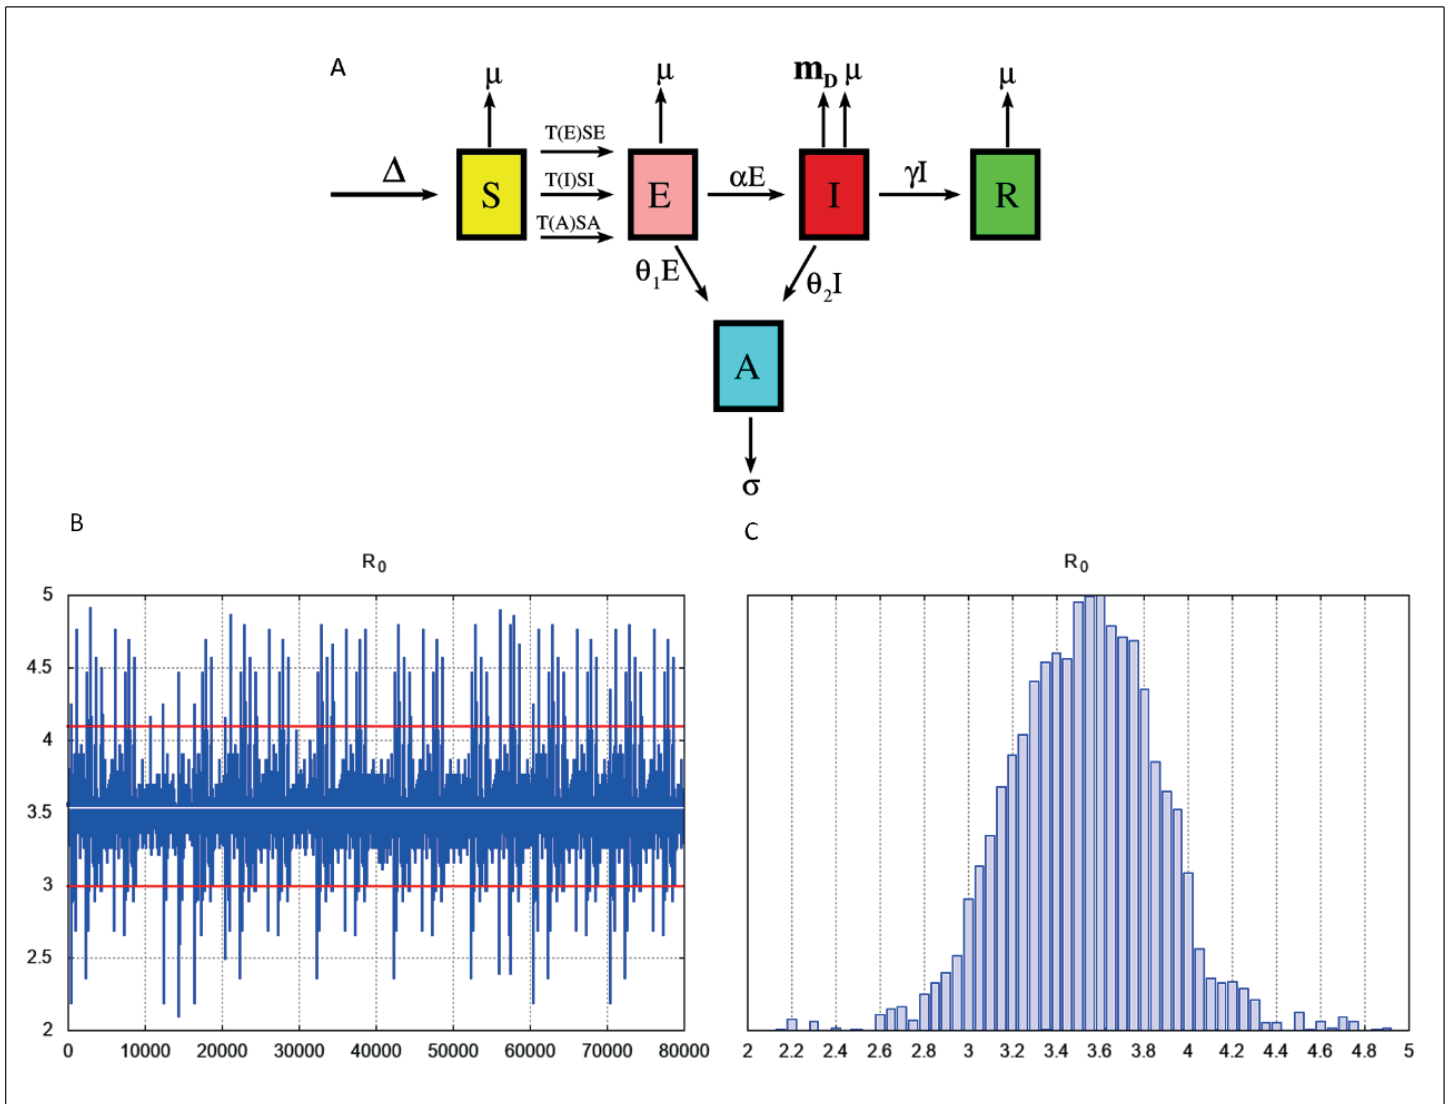 A
μ μ m_D μ μ
Δ S T(E)SE T(I)SI T(A)SA E αE I γI R
θ₁E θ₂I
A
σ
B
R₀
5
4.5
4
3.5
3
2.5
2
0 10000 20000 30000 40000 50000 60000 70000 80000
C
R₀
2 2.2 2.4 2.6 2.8 3 3.2 3.4 3.6 3.8 4 4.2 4.4 4.6 4.8 5